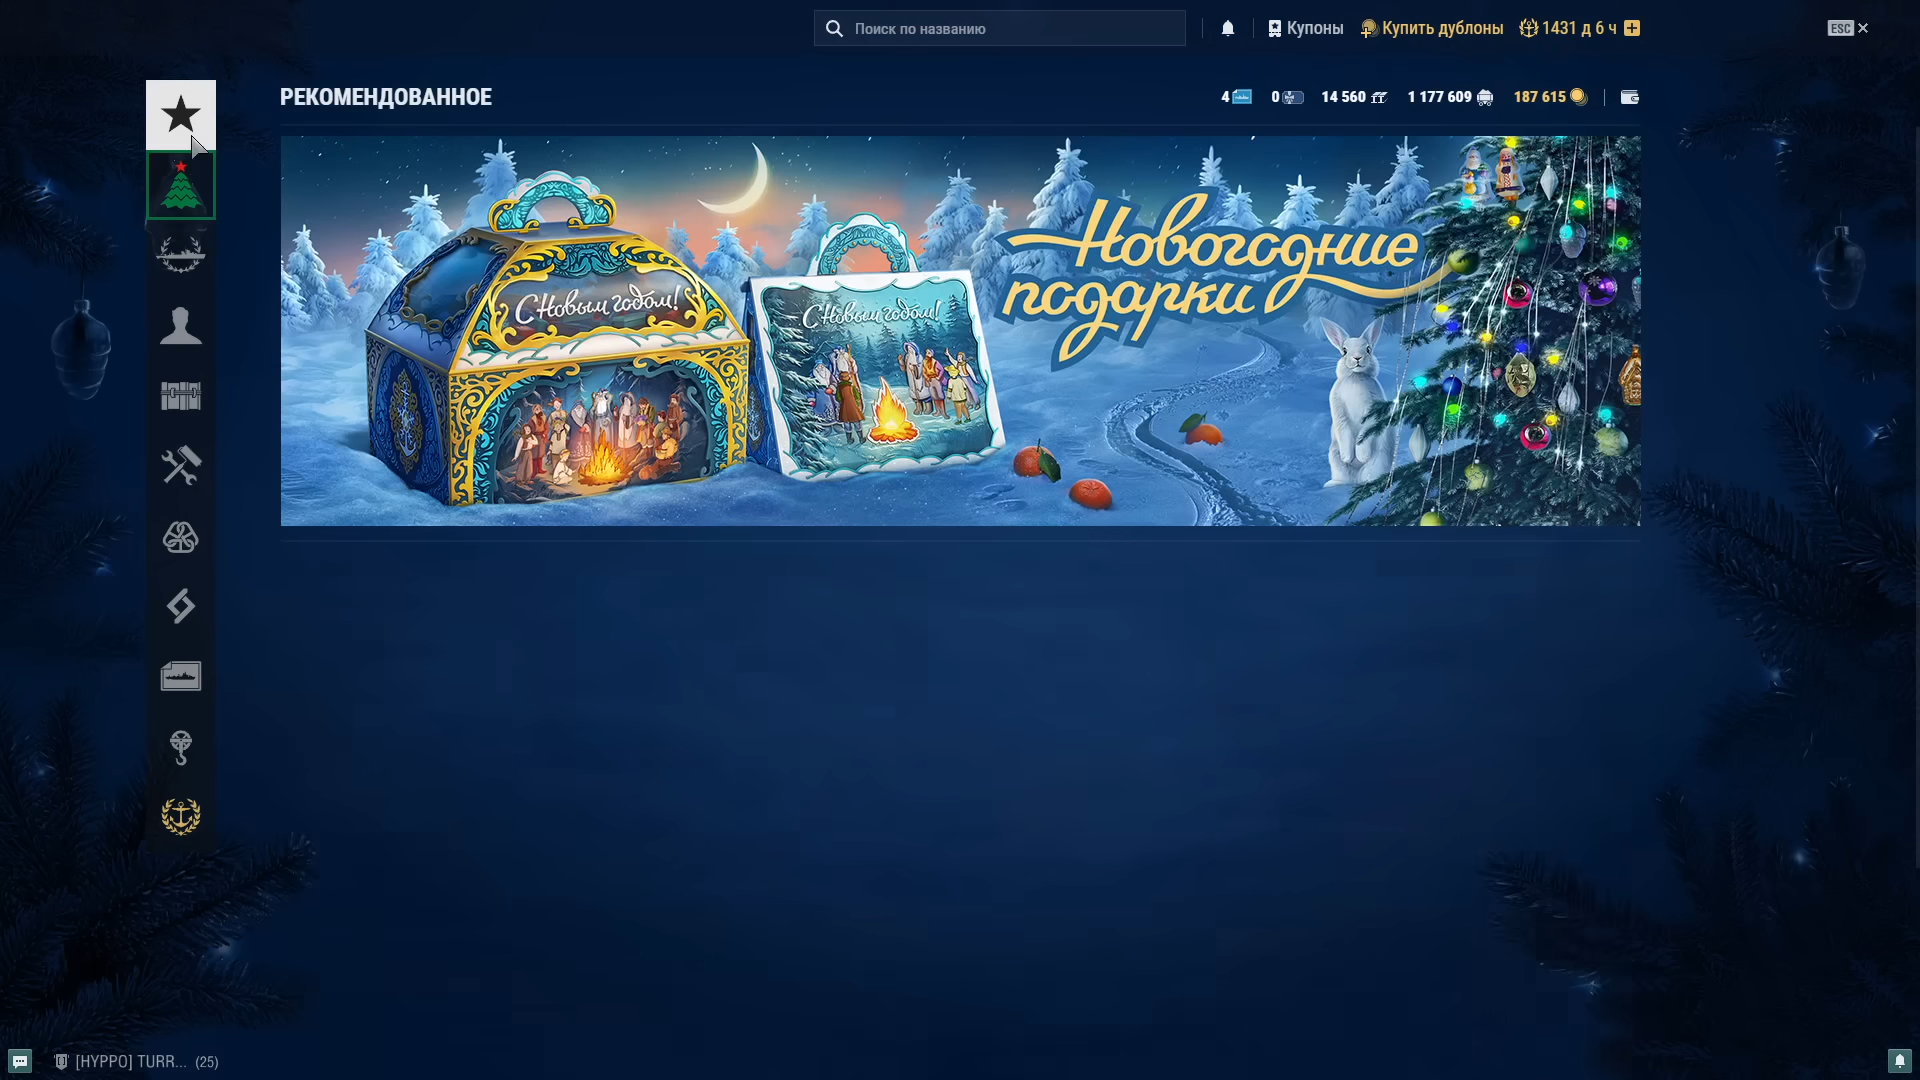 Поиск по названию
Купоны
Купить дублоны
1431 д 6 ч
ESC
РЕКОМЕНДОВАННОЕ
4
0
14 560
1 177 609
187 615
С Новым годом!
С Новым годом!
Новогодние
подарки
[HYPPO] TURR... (25)